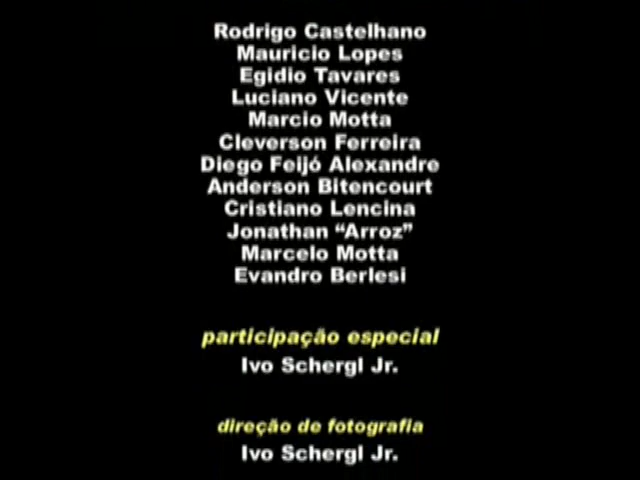 Rodrigo Castelhano
Mauricio Lopes
Egidio Tavares
Luciano Vicente
Marcio Motta
Cleverson Ferreira
Diego Feijó Alexandre
Anderson Bitencourt
Cristiano Lencina
Jonathan “Arroz”
Marcelo Motta
Evandro Berlesi
participação especial
Ivo Schergl Jr.
direção de fotografia
Ivo Schergl Jr.